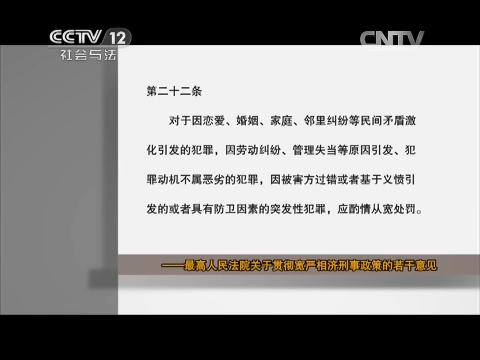 CCTV 12
社会与法
CNTV
第二十二条
对于因恋爱、婚姻、家庭、邻里纠纷等民间矛盾激
化引发的犯罪，因劳动纠纷、管理失当等原因引发、犯
罪动机不属恶劣的犯罪，因被害方过错或者基于义愤引
发的或者具有防卫因素的突发性犯罪，应酌情从宽处罚。
——最高人民法院关于贯彻宽严相济刑事政策的若干意见